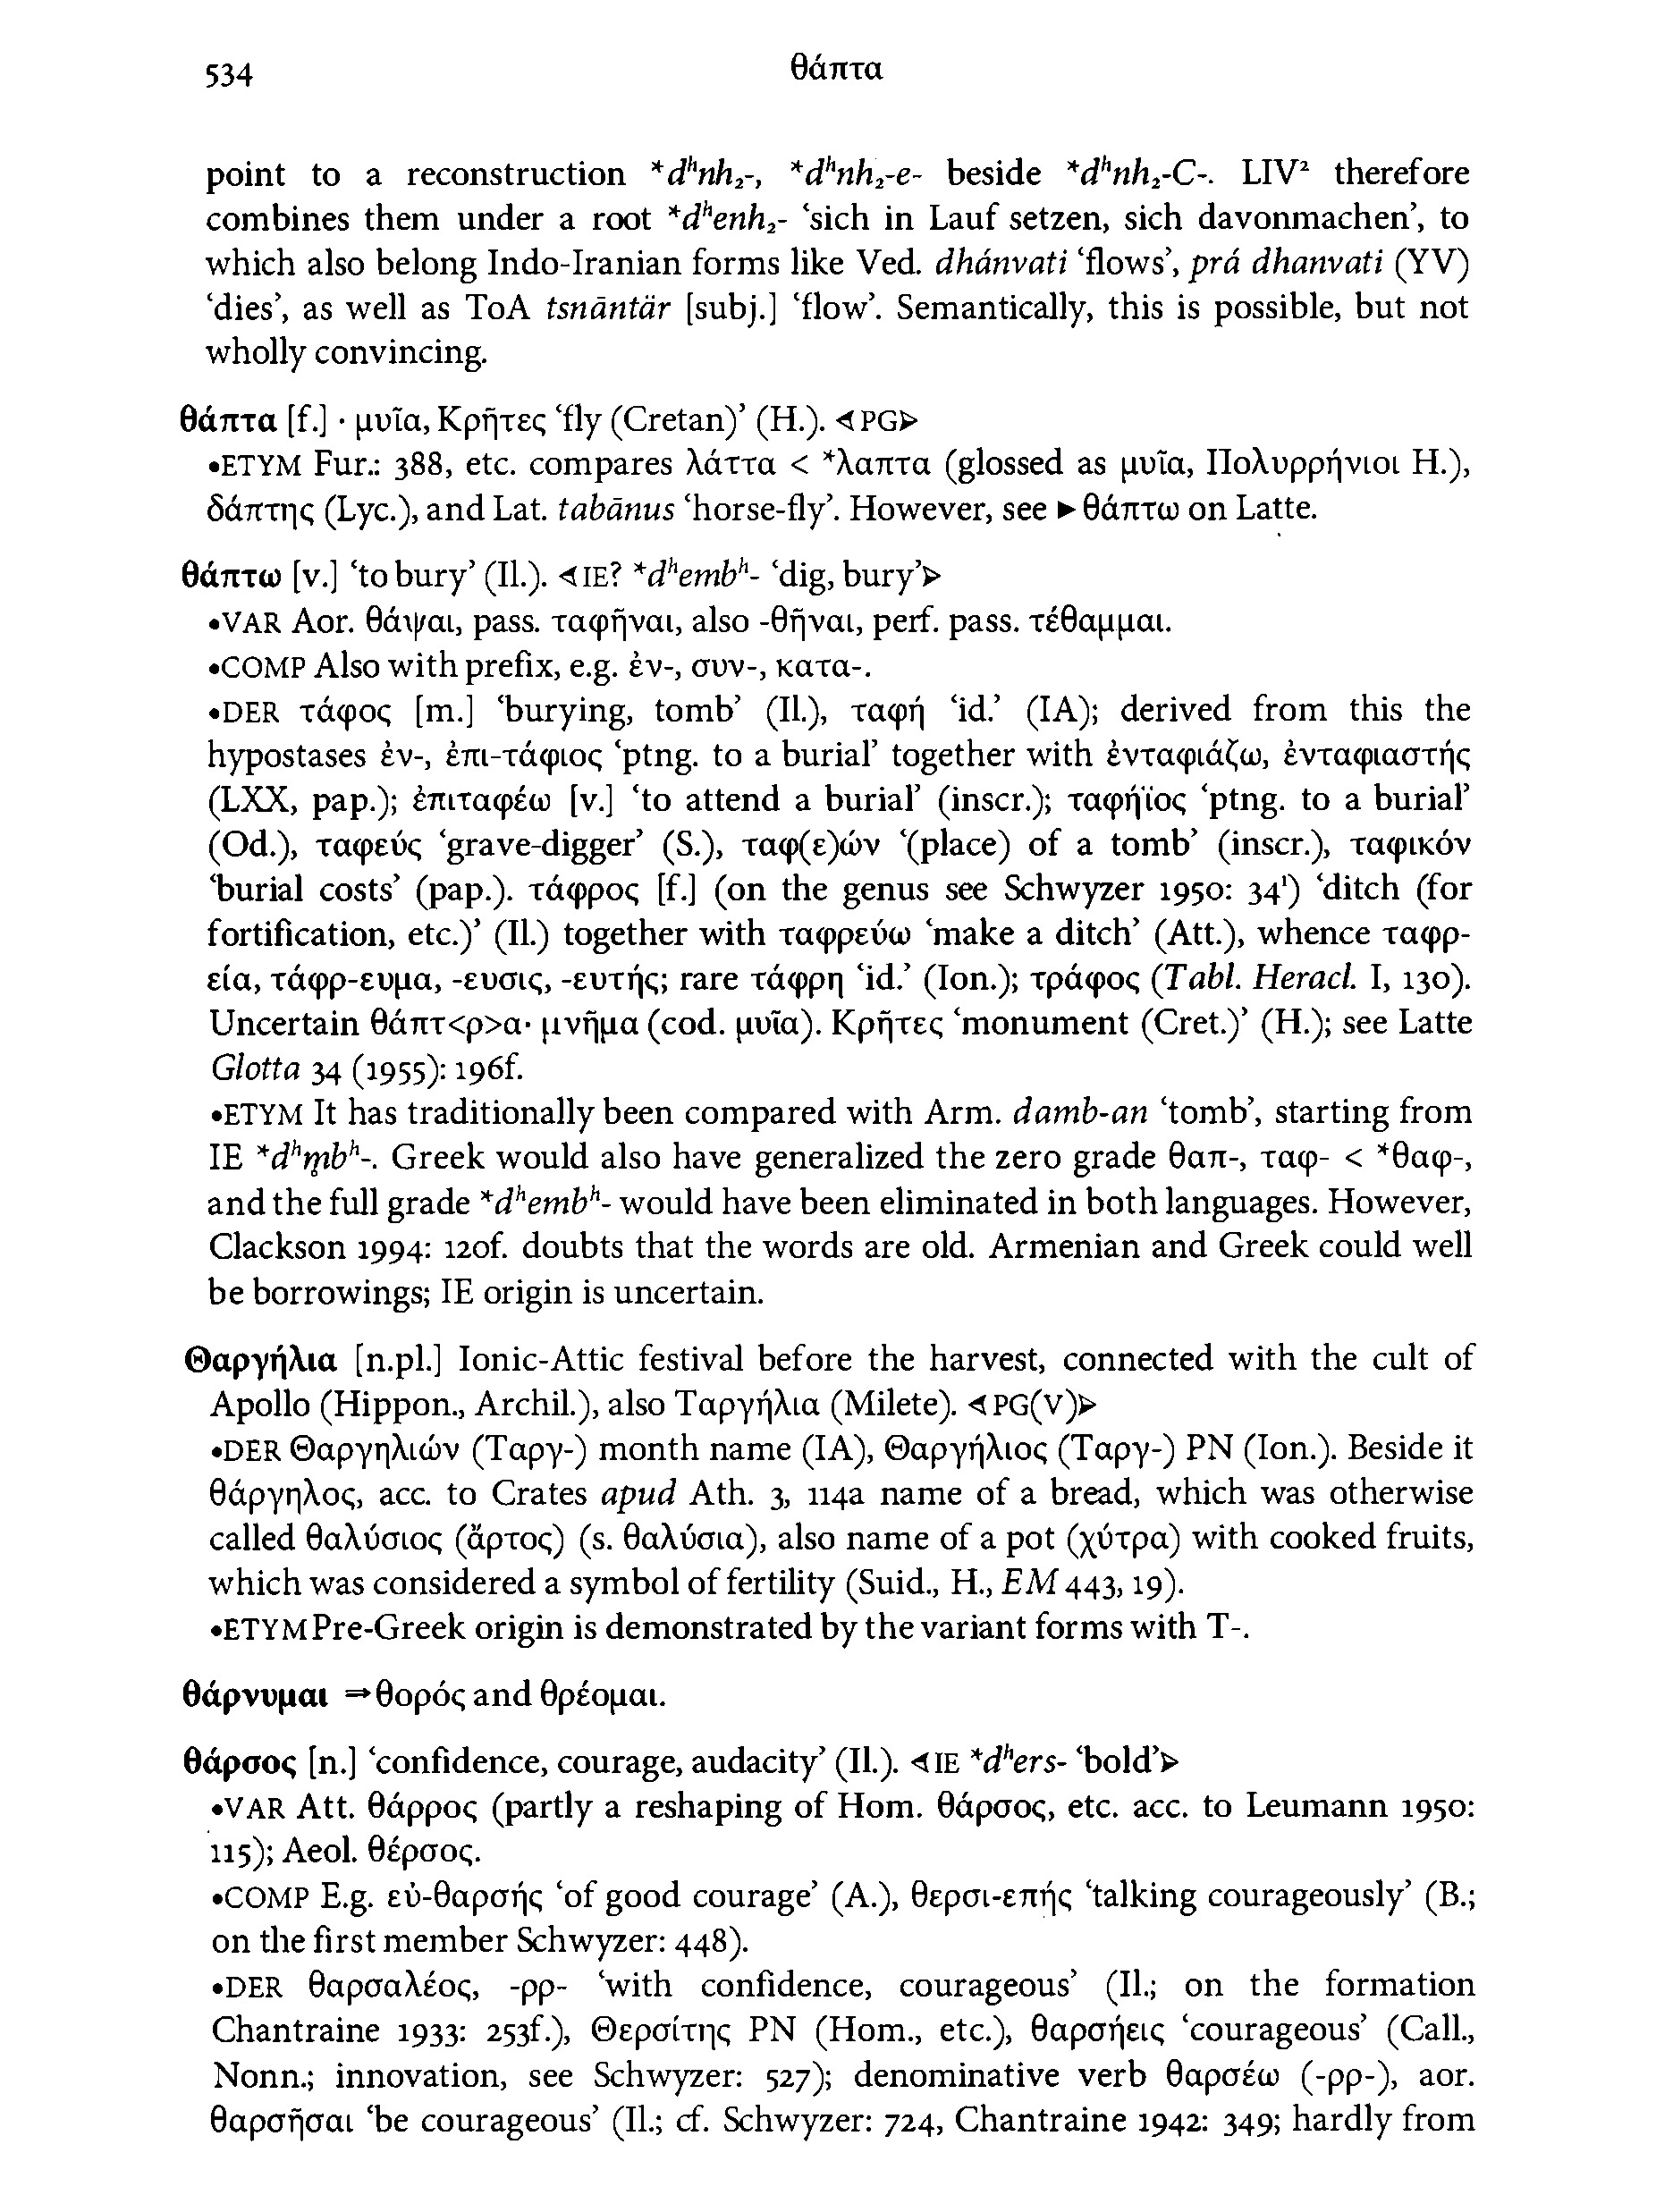 534 θάπτα
point to a reconstruction *dʰnh₂-, *dʰnh₂-e- beside *dʰnh₂-C-. LIV² therefore
combines them under a root *dʰenh₂- ‘sich in Lauf setzen, sich davonmachen’, to
which also belong Indo-Iranian forms like Ved. dhánvati ‘flows’, prá dhanvati (YV)
‘dies’, as well as ToA tsnāntär [subj.] ‘flow’. Semantically, this is possible, but not
wholly convincing.
θάπτα [f.] · μυῖα, Κρῆτες ‘fly (Cretan)’ (H.). ⊲PG⊳
•ETYM Fur.: 388, etc. compares λάττα < *λαπτα (glossed as μυῖα, Πολυρρήνιοι H.),
δάπτης (Lyc.), and Lat. tabānus ‘horse-fly’. However, see ►θάπτω on Latte.
θάπτω [v.] ‘to bury’ (Il.). ⊲IE? *dʰembʰ- ‘dig, bury’⊳
•VAR Aor. θάψαι, pass. ταφῆναι, also -θῆναι, perf. pass. τέθαμμαι.
•COMP Also with prefix, e.g. ἐν-, συν-, κατα-.
•DER τάφος [m.] ‘burying, tomb’ (Il.), ταφή ‘id.’ (IA); derived from this the
hypostases ἐν-, ἐπι-τάφιος ‘ptng. to a burial’ together with ἐνταφιάζω, ἐνταφιαστής
(LXX, pap.); ἐπιταφέω [v.] ‘to attend a burial’ (inscr.); ταφήϊος ‘ptng. to a burial’
(Od.), ταφεύς ‘grave-digger’ (S.), ταφ(ε)ών ‘(place) of a tomb’ (inscr.), ταφικόν
‘burial costs’ (pap.). τάφρος [f.] (on the genus see Schwyzer 1950: 34¹) ‘ditch (for
fortification, etc.)’ (Il.) together with ταφρεύω ‘make a ditch’ (Att.), whence ταφρ-
εία, τάφρ-ευμα, -ευσις, -ευτής; rare τάφρη ‘id.’ (Ion.); τράφος (Tabl. Heracl. I, 130).
Uncertain θάπτ<ρ>α· μνῆμα (cod. μυῖα). Κρῆτες ‘monument (Cret.)’ (H.); see Latte
Glotta 34 (1955): 196f.
•ETYM It has traditionally been compared with Arm. damb-an ‘tomb’, starting from
IE *dʰm̥bʰ-. Greek would also have generalized the zero grade θαπ-, ταφ- < *θαφ-,
and the full grade *dʰembʰ- would have been eliminated in both languages. However,
Clackson 1994: 120f. doubts that the words are old. Armenian and Greek could well
be borrowings; IE origin is uncertain.
Θαργήλια [n.pl.] Ionic-Attic festival before the harvest, connected with the cult of
Apollo (Hippon., Archil.), also Ταργήλια (Milete). ⊲PG(V)⊳
•DER Θαργηλιών (Ταργ-) month name (IA), Θαργήλιος (Ταργ-) PN (Ion.). Beside it
θάργηλος, acc. to Crates apud Ath. 3, 114a name of a bread, which was otherwise
called θαλύσιος (ἄρτος) (s. θαλύσια), also name of a pot (χύτρα) with cooked fruits,
which was considered a symbol of fertility (Suid., H., EM 443, 19).
•ETYM Pre-Greek origin is demonstrated by the variant forms with Τ-.
θάρνυμαι ⇒θορός and θρέομαι.
θάρσος [n.] ‘confidence, courage, audacity’ (Il.). ⊲IE *dʰers- ‘bold’⊳
•VAR Att. θάρρος (partly a reshaping of Hom. θάρσος, etc. acc. to Leumann 1950:
115); Aeol. θέρσος.
•COMP E.g. εὐ-θαρσής ‘of good courage’ (A.), θερσι-επής ‘talking courageously’ (B.;
on the first member Schwyzer: 448).
•DER θαρσαλέος, -ρρ- ‘with confidence, courageous’ (Il.; on the formation
Chantraine 1933: 253f.), Θερσίτης PN (Hom., etc.), θαρσήεις ‘courageous’ (Call.,
Nonn.; innovation, see Schwyzer: 527); denominative verb θαρσέω (-ρρ-), aor.
θαρσῆσαι ‘be courageous’ (Il.; cf. Schwyzer: 724, Chantraine 1942: 349; hardly from